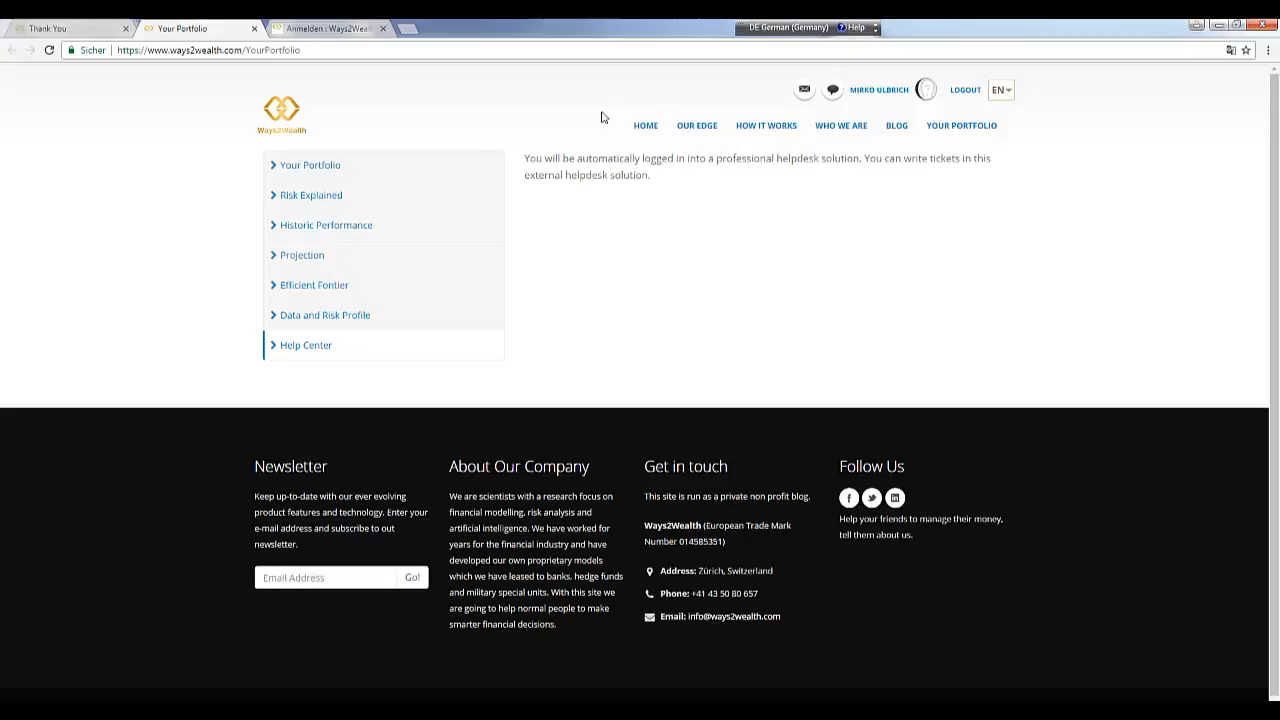 Thank You
Your Portfolio
Anmelden : Ways2Wea
DE German (Germany)
Help
Sicher
https://www.ways2wealth.com/YourPortfolio
MIRKO ULBRICH
LOGOUT
EN
Ways2Wealth
HOME
OUR EDGE
HOW IT WORKS
WHO WE ARE
BLOG
YOUR PORTFOLIO
Your Portfolio
Risk Explained
Historic Performance
Projection
Efficient Fontier
Data and Risk Profile
Help Center
You will be automatically logged in into a professional helpdesk solution. You can write tickets in this
external helpdesk solution.
Newsletter
Keep up-to-date with our ever evolving
product features and technology. Enter your
e-mail address and subscribe to our
newsletter.
Email Address
Go!
About Our Company
We are scientists with a research focus on
financial modelling, risk analysis and
artificial intelligence. We have worked for
years for the financial industry and have
developed our own proprietary models
which we have leased to banks, hedge funds
and military special units. With this site we
are going to help normal people to make
smarter financial decisions.
Get in touch
This site is run as a private non profit blog.
Ways2Wealth (European Trade Mark
Number 014585351)
Address: Zürich, Switzerland
Phone: +41 43 50 80 657
Email: info@ways2wealth.com
Follow Us
Help your friends to manage their money,
tell them about us.